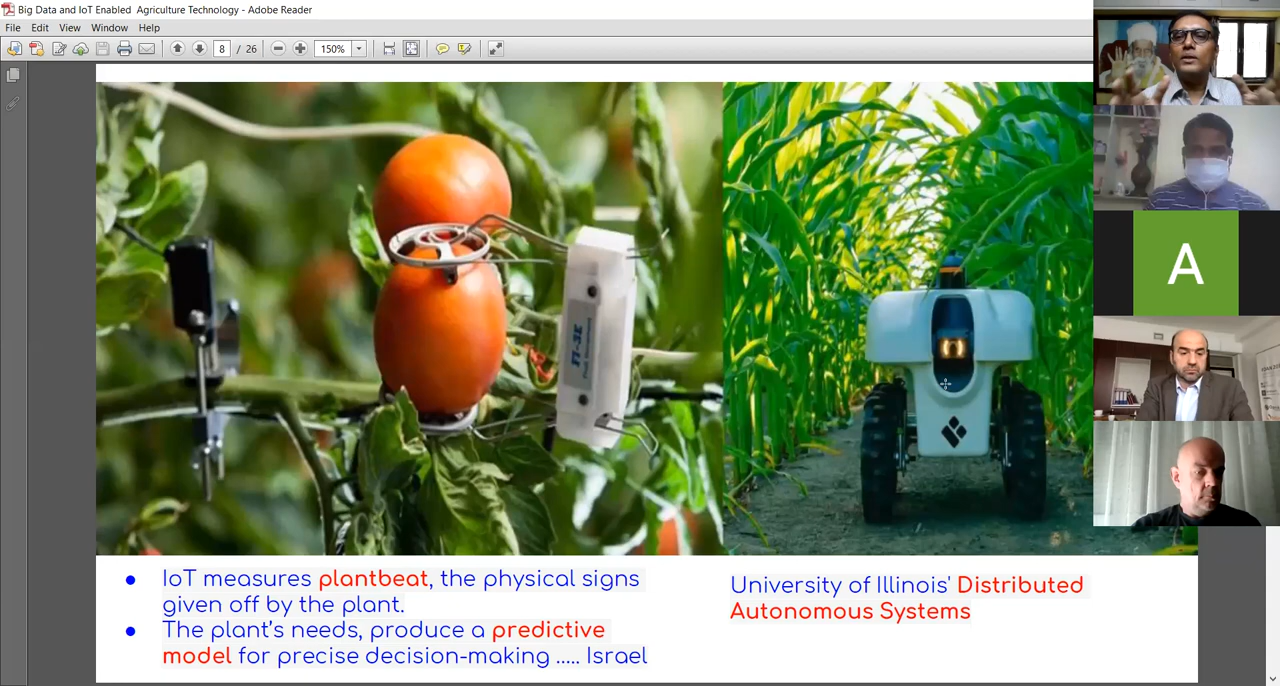 Big Data and IoT Enabled  Agriculture Technology - Adobe Reader
File Edit View Window Help
8 / 26 150%
A
● IoT measures plantbeat, the physical signs
given off by the plant.
● The plant’s needs, produce a predictive
model for precise decision-making ..... Israel
University of Illinois' Distributed
Autonomous Systems